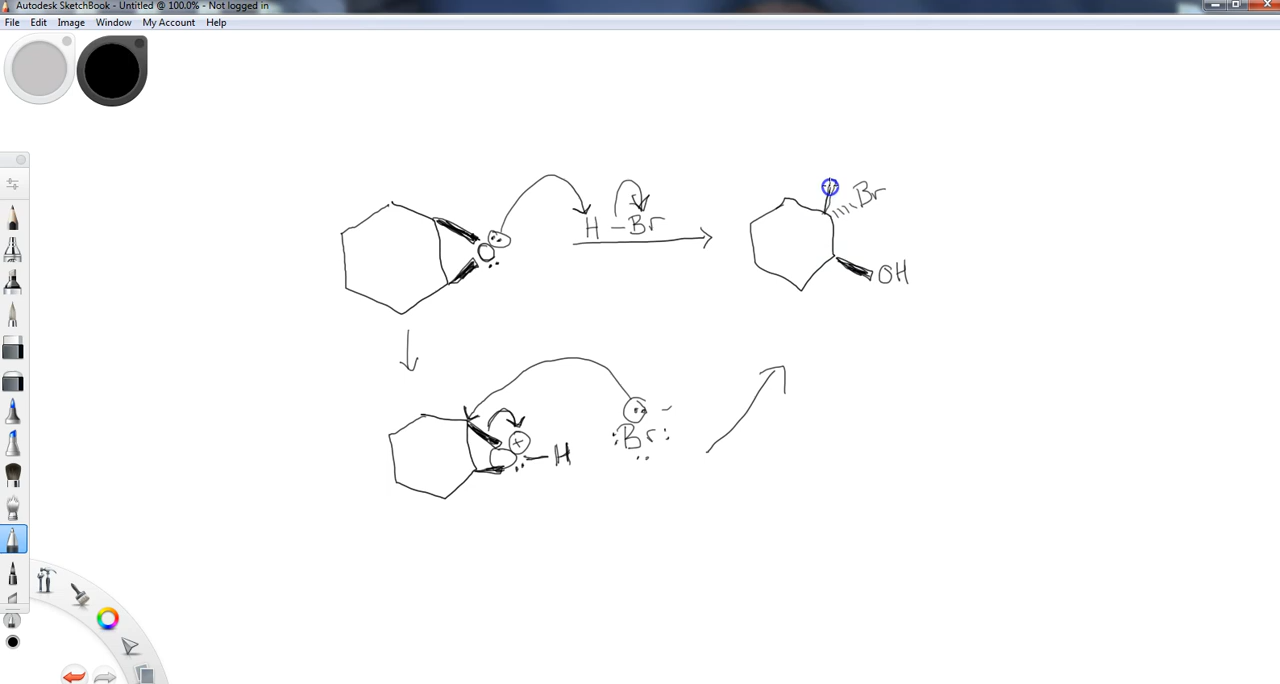 Autodesk SketchBook - Untitled @ 100.0% - Not logged in
File Edit Image Window My Account Help
H - Br
Br
O
OH
+
O - H
Br
-